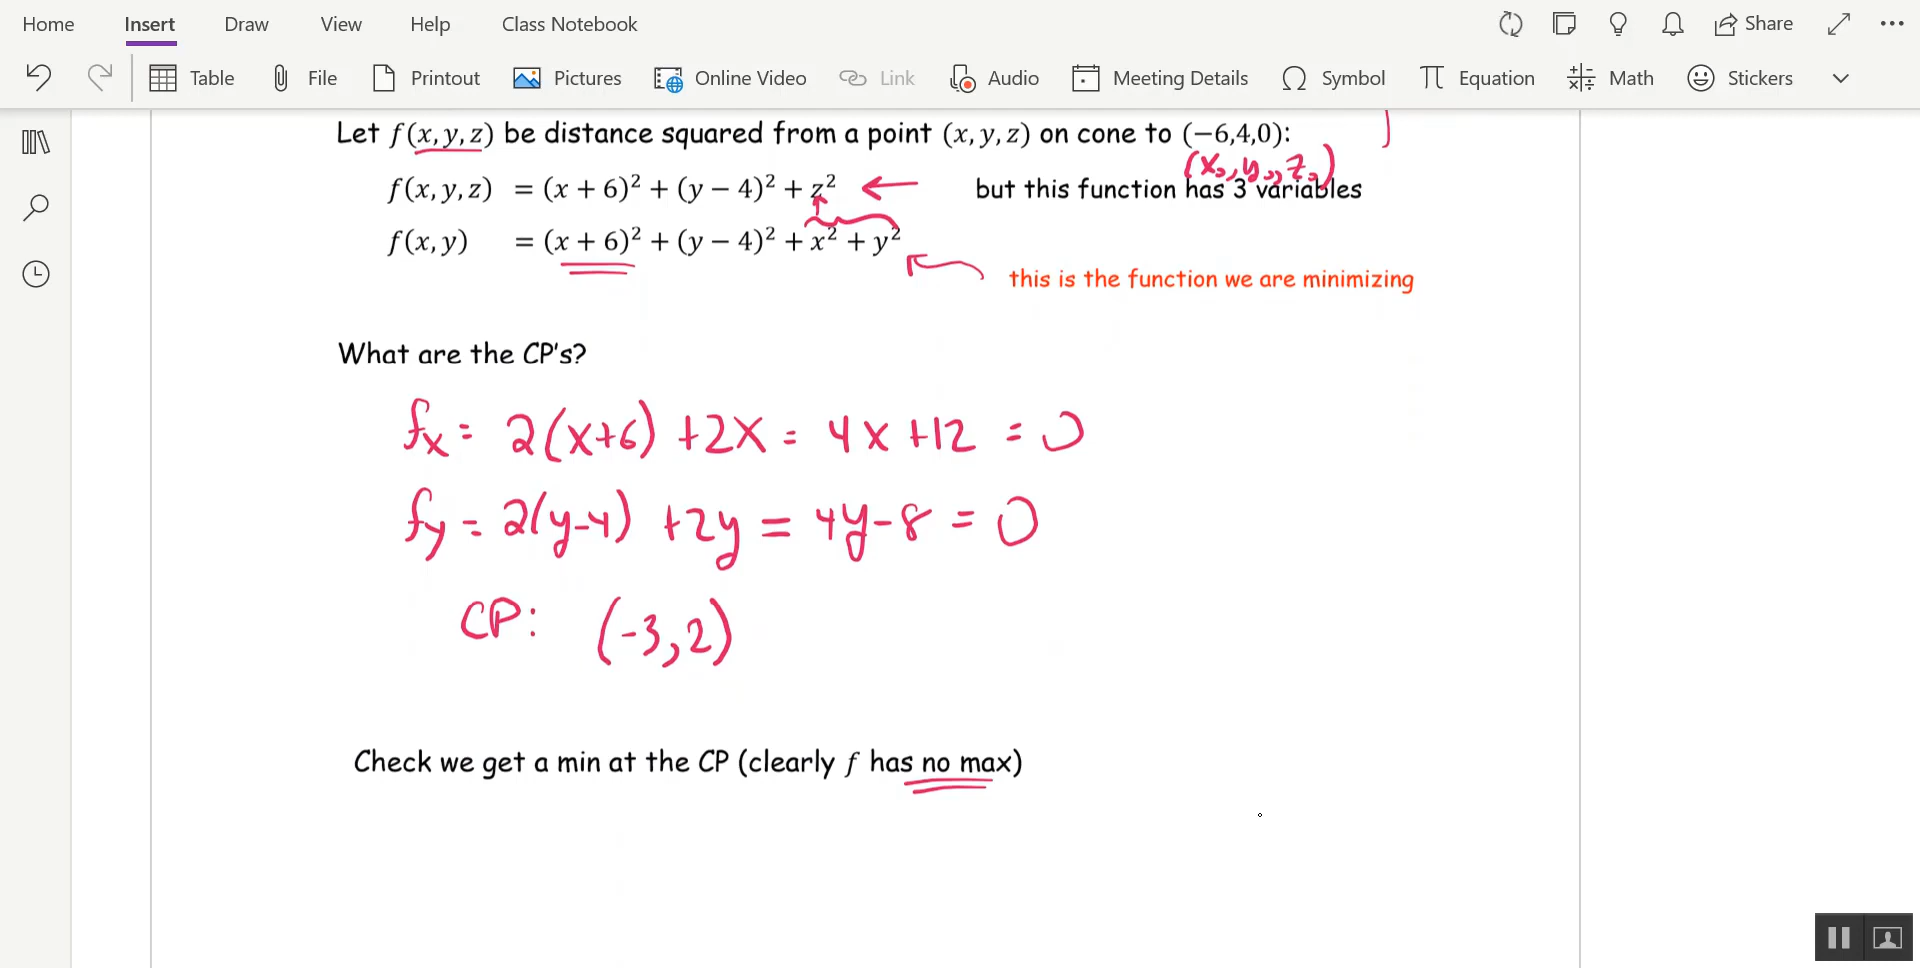 Home Insert Draw View Help Class Notebook Share
Table File Printout Pictures Online Video Link Audio Meeting Details Symbol Equation Math Stickers
Let f(x, y, z) be distance squared from a point (x, y, z) on cone to (−6,4,0):
(x₀, y₀, z₀)
f(x, y, z) = (x + 6)² + (y − 4)² + z² but this function has 3 variables
f(x, y) = (x + 6)² + (y − 4)² + x² + y²
this is the function we are minimizing
What are the CP's?
fx = 2(x+6) +2x = 4x +12 = 0
fy = 2(y-4) +2y = 4y-8 = 0
CP: (-3,2)
Check we get a min at the CP (clearly f has no max)